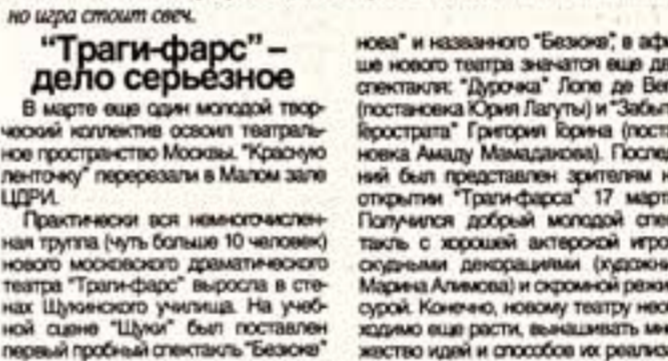 но игра стоит свеч.
"Траги-фарс" –
дело серьезное
В марте еще один молодой твор-
ческий коллектив освоил театраль-
ное пространство Москвы. "Красную
ленточку" перерезали в Малом зале
ЦДРИ.
Практически вся немногочислен-
ная труппа (чуть больше 10 человек)
нового московского драматического
театра "Траги-фарс" выросла в сте-
нах Щукинского училища. На учеб-
ной сцене "Щуки" был поставлен
первый пробный спектакль "Безюке"
нова" и названного "Безюке", в афи
ше нового театра значатся еще дв
спектакля: "Дурочка" Лопе де Ве
(постановка Юрия Лагуты) и "Забы
Герострата" Григория Горина (пост
новка Амаду Мамадакова). Послед
ний был представлен зрителям н
открытии "Траги-фарса" 17 март
Получился добрый молодой спе
такль с хорошей актерской игро
скудными декорациями (художни
Марина Алимова) и скромной режи
сурой. Конечно, новому театру нео
ходимо еще расти, вынашивать мн
жество идей и способов их реализ